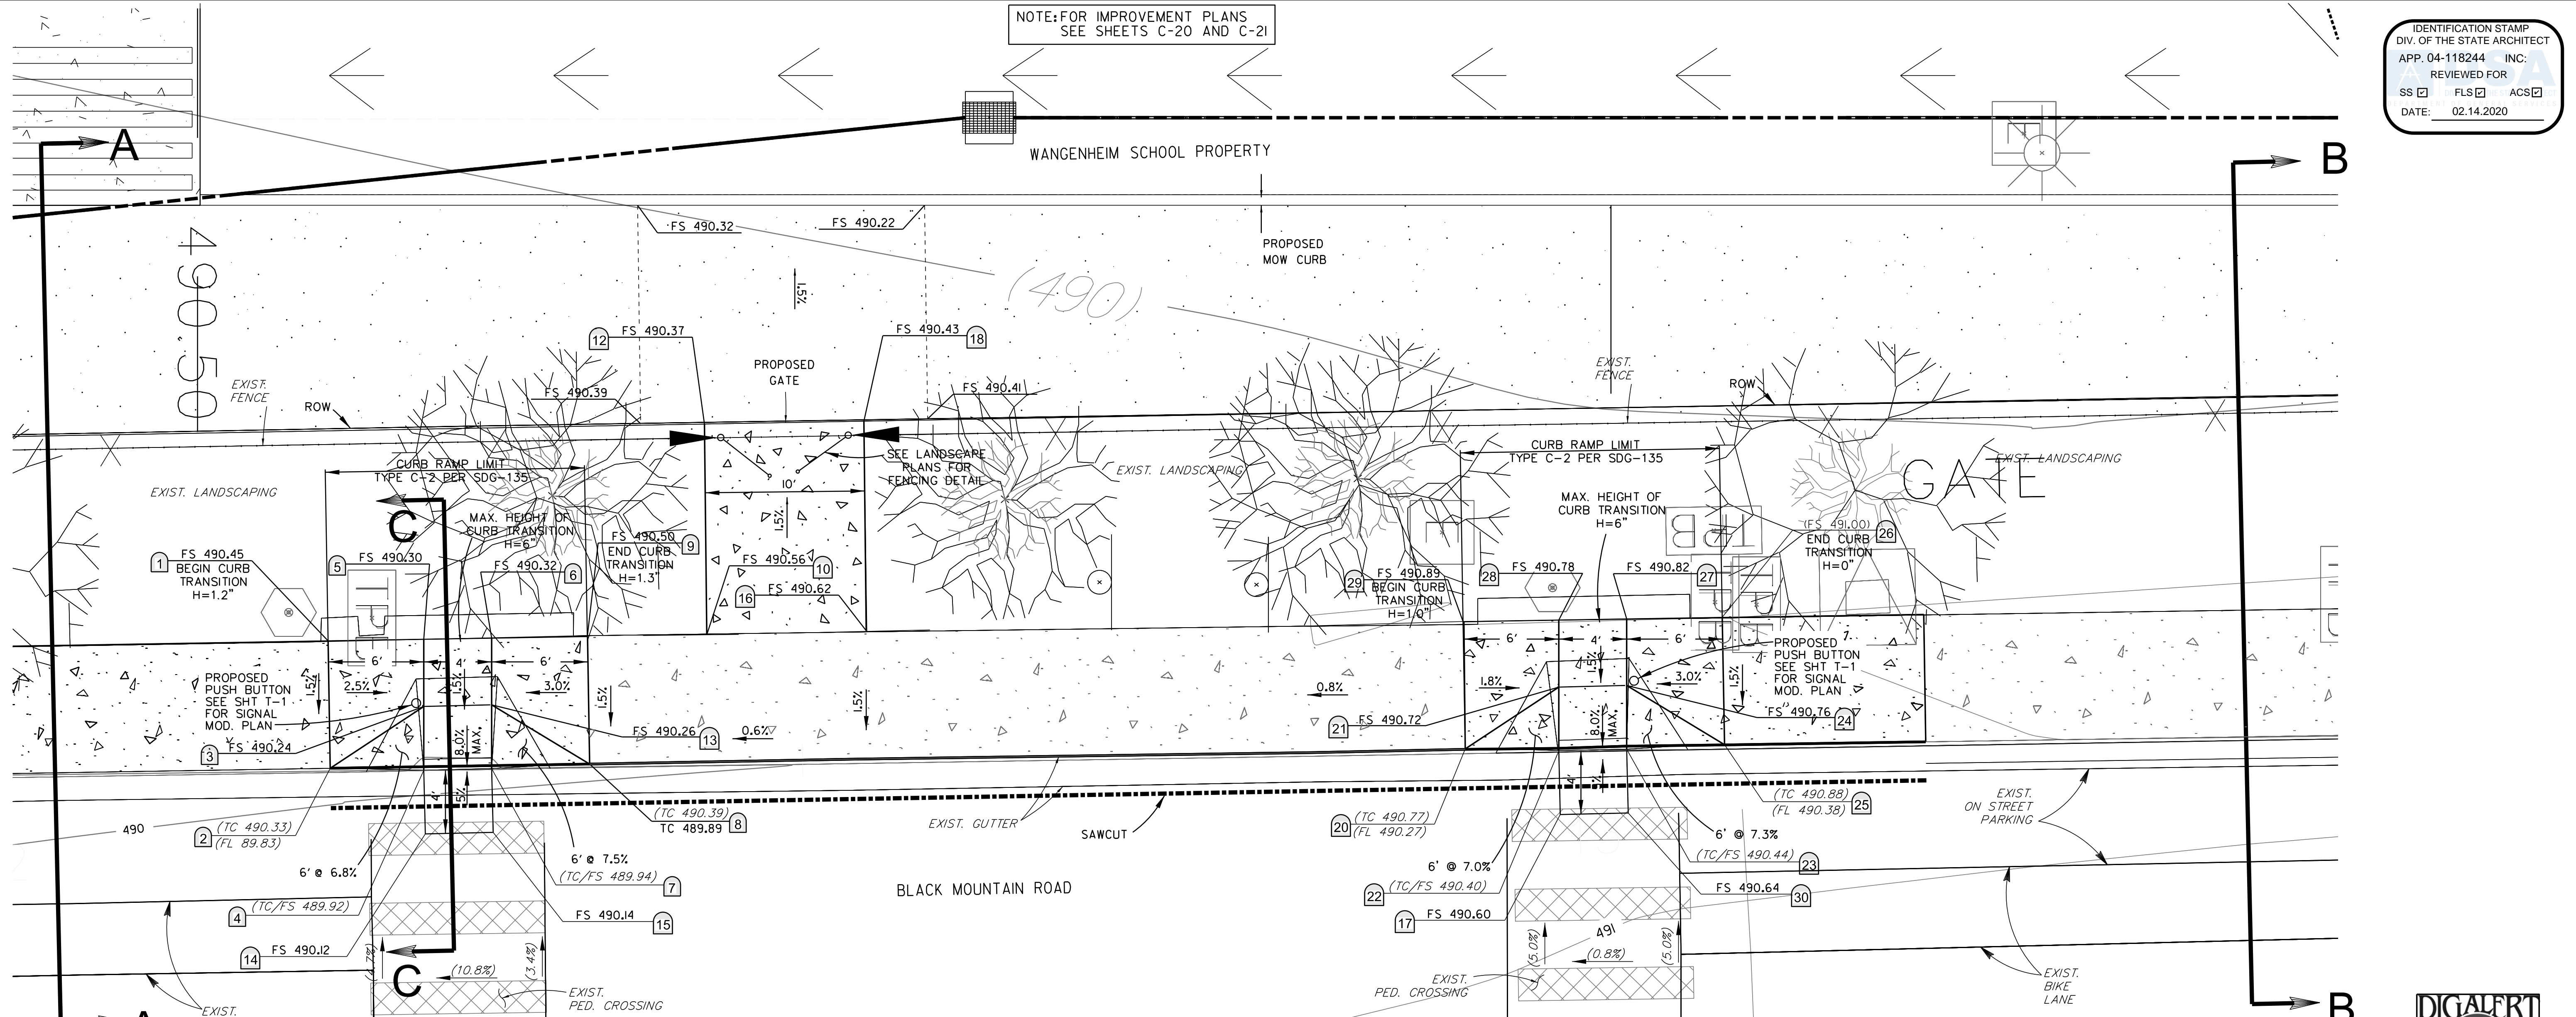 NOTE: FOR IMPROVEMENT PLANS
SEE SHEETS C-20 AND C-21
IDENTIFICATION STAMP
DIV. OF THE STATE ARCHITECT
APP. 04-118244 INC:
REVIEWED FOR
SS FLS ACS
DATE: 02.14.2020
A
B
WANGENHEIM SCHOOL PROPERTY
FS 490.32
FS 490.22
PROPOSED
MOW CURB
490.50
1.5%
(490)
12
FS 490.37
FS 490.43
18
PROPOSED
GATE
EXIST.
FENCE
ROW
FS 490.39
FS 490.41
EXIST.
FENCE
ROW
CURB RAMP LIMIT
TYPE C-2 PER SDG-135
SEE LANDSCAPE
PLANS FOR
FENCING DETAIL
10'
1.5%
EXIST. LANDSCAPING
EXIST. LANDSCAPING
CURB RAMP LIMIT
TYPE C-2 PER SDG-135
EXIST. LANDSCAPING
GATE
C
MAX. HEIGHT OF
CURB TRANSITION
H=6"
MAX. HEIGHT OF
CURB TRANSITION
H=6"
1
FS 490.45
BEGIN CURB
TRANSITION
H=1.2"
5
FS 490.30
FS 490.32
6
FS 490.50
9
END CURB
TRANSITION
H=1.3"
FS 490.56
10
16
FS 490.62
29
FS 490.89
BEGIN CURB
TRANSITION
H=1.0"
28
FS 490.78
FS 490.82
27
(FS 491.00)
26
END CURB
TRANSITION
H=0"
TPB
6'
4'
6'
6'
4'
6'
PROPOSED
PUSH BUTTON
SEE SHT T-1
FOR SIGNAL
MOD. PLAN
1.5%
2.5%
1.5%
3.0%
1.5%
1.5%
0.8%
1.8%
1.5%
3.0%
1.5%
PROPOSED
PUSH BUTTON
SEE SHT T-1
FOR SIGNAL
MOD. PLAN
3
FS 490.24
8.0%
MAX.
FS 490.26
13
0.6%
21
FS 490.72
8.0%
MAX.
FS 490.76
24
4'
5%
4'
5%
490
2
(TC 490.33)
(FL 89.83)
(TC 490.39)
TC 489.89
8
EXIST. GUTTER
SAWCUT
20
(TC 490.77)
(FL 490.27)
(TC 490.88)
(FL 490.38)
25
EXIST.
ON STREET
PARKING
6' @ 6.8%
6' @ 7.5%
(TC/FS 489.94)
7
4
(TC/FS 489.92)
FS 490.14
15
14
FS 490.12
BLACK MOUNTAIN ROAD
6' @ 7.0%
22
(TC/FS 490.40)
17
FS 490.60
6' @ 7.3%
(TC/FS 490.44)
23
FS 490.64
30
491
C
(10.8%)
(3.4%)
EXIST.
PED. CROSSING
(5.0%)
(0.8%)
(5.0%)
EXIST.
PED. CROSSING
EXIST.
BIKE
LANE
EXIST.
B
DIGALERT